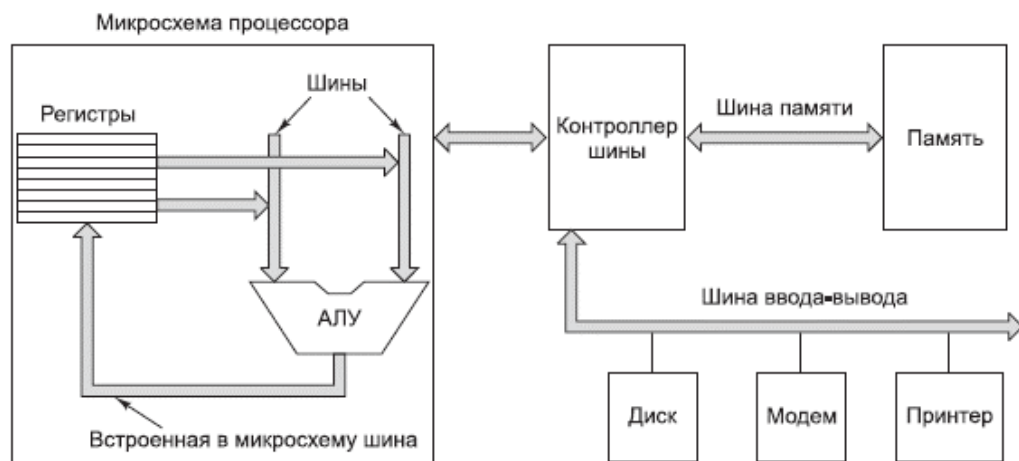 Микросхема процессора
Шины
Регистры
АЛУ
Встроенная в микросхему шина
Контроллер
шины
Шина памяти
Память
Шина ввода-вывода
Диск
Модем
Принтер